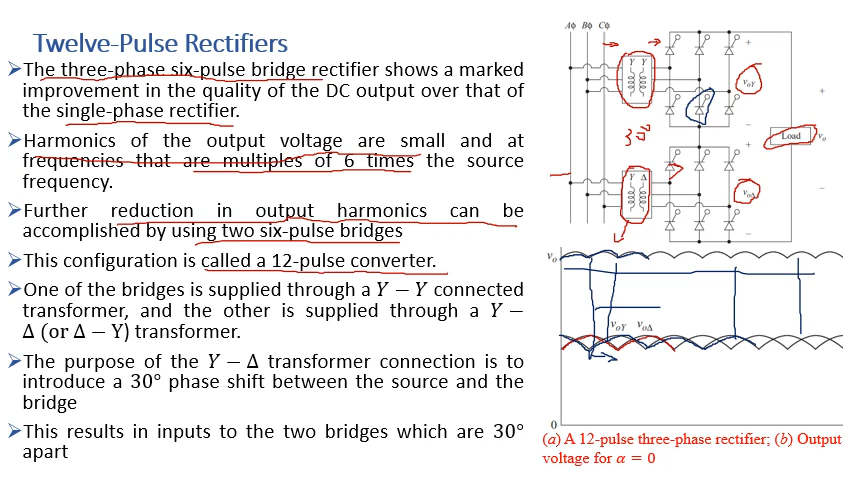 Twelve-Pulse Rectifiers
➤The three-phase six-pulse bridge rectifier shows a marked
improvement in the quality of the DC output over that of
the single-phase rectifier.
➤Harmonics of the output voltage are small and at
frequencies that are multiples of 6 times the source
frequency.
➤Further reduction in output harmonics can be
accomplished by using two six-pulse bridges
➤This configuration is called a 12-pulse converter.
➤One of the bridges is supplied through a Y − Y connected
transformer, and the other is supplied through a Y −
Δ (or Δ − Y) transformer.
➤The purpose of the Y − Δ transformer connection is to
introduce a 30° phase shift between the source and the
bridge
➤This results in inputs to the two bridges which are 30°
apart
Aϕ Bϕ Cϕ
+
Y Y
voY
+
−
Load
vo
+
Y Δ
voΔ
−
−
vo
voY voΔ
0
(a) A 12-pulse three-phase rectifier; (b) Output
voltage for α = 0